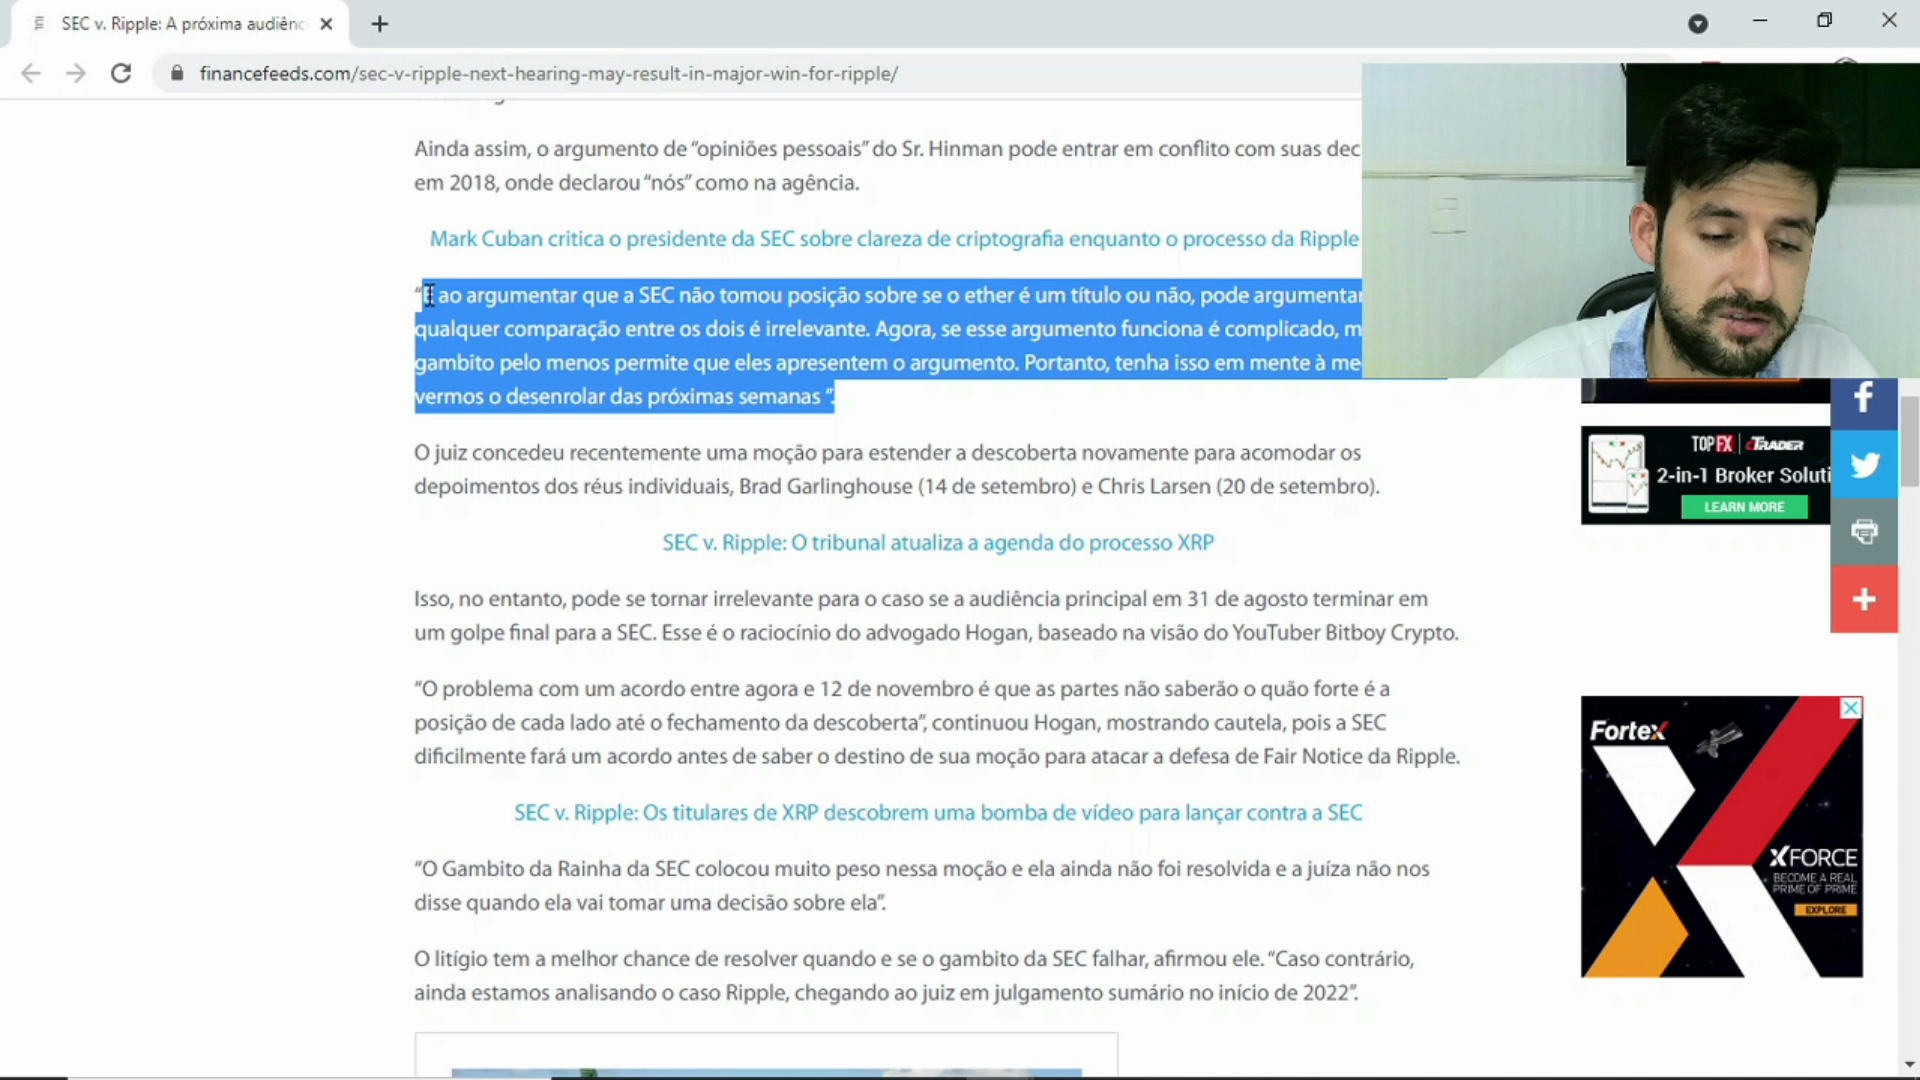 SEC v. Ripple: A próxima audiênc
financefeeds.com/sec-v-ripple-next-hearing-may-result-in-major-win-for-ripple/
Ainda assim, o argumento de “opiniões pessoais” do Sr. Hinman pode entrar em conflito com suas dec
em 2018, onde declarou “nós” como na agência.
Mark Cuban critica o presidente da SEC sobre clareza de criptografia enquanto o processo da Ripple
ao argumentar que a SEC não tomou posição sobre se o ether é um título ou não, pode argumentar
qualquer comparação entre os dois é irrelevante. Agora, se esse argumento funciona é complicado, m
gambito pelo menos permite que eles apresentem o argumento. Portanto, tenha isso em mente à me
vermos o desenrolar das próximas semanas ”.
O juiz concedeu recentemente uma moção para estender a descoberta novamente para acomodar os
depoimentos dos réus individuais, Brad Garlinghouse (14 de setembro) e Chris Larsen (20 de setembro).
SEC v. Ripple: O tribunal atualiza a agenda do processo XRP
Isso, no entanto, pode se tornar irrelevante para o caso se a audiência principal em 31 de agosto terminar em
um golpe final para a SEC. Esse é o raciocínio do advogado Hogan, baseado na visão do YouTuber Bitboy Crypto.
“O problema com um acordo entre agora e 12 de novembro é que as partes não saberão o quão forte é a
posição de cada lado até o fechamento da descoberta”, continuou Hogan, mostrando cautela, pois a SEC
dificilmente fará um acordo antes de saber o destino de sua moção para atacar a defesa de Fair Notice da Ripple.
SEC v. Ripple: Os titulares de XRP descobrem uma bomba de vídeo para lançar contra a SEC
“O Gambito da Rainha da SEC colocou muito peso nessa moção e ela ainda não foi resolvida e a juíza não nos
disse quando ela vai tomar uma decisão sobre ela”.
O litígio tem a melhor chance de resolver quando e se o gambito da SEC falhar, afirmou ele. “Caso contrário,
ainda estamos analisando o caso Ripple, chegando ao juiz em julgamento sumário no início de 2022”.
TOPFX | cTRADER
2-in-1 Broker Soluti
LEARN MORE
Fortex
XFORCE
BECOME A REAL
PRIME OF PRIME
EXPLORE